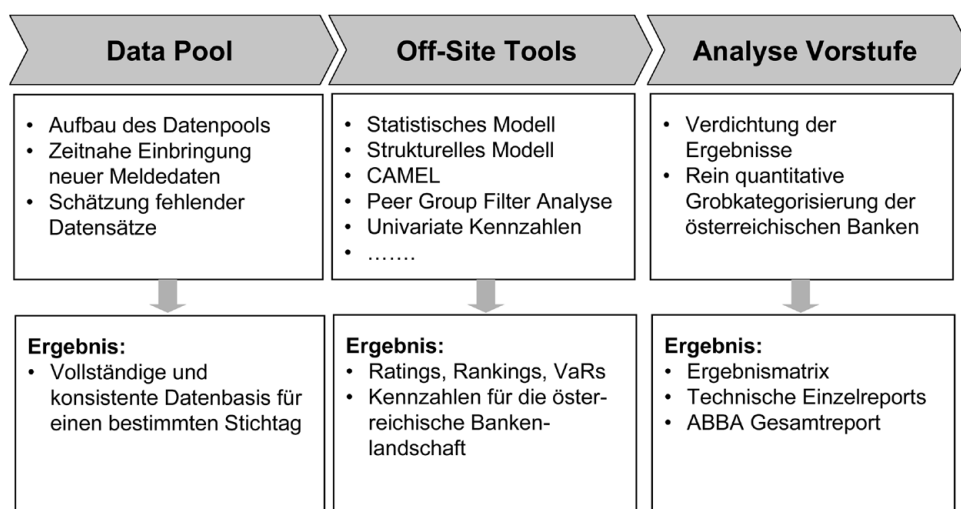 Data Pool
Off-Site Tools
Analyse Vorstufe
• Aufbau des Datenpools
• Zeitnahe Einbringung
neuer Meldedaten
• Schätzung fehlender
Datensätze
• Statistisches Modell
• Strukturelles Modell
• CAMEL
• Peer Group Filter Analyse
• Univariate Kennzahlen
• …….
• Verdichtung der
Ergebnisse
• Rein quantitative
Grobkategorisierung der
österreichischen Banken
Ergebnis:
• Vollständige und
konsistente Datenbasis für
einen bestimmten Stichtag
Ergebnis:
• Ratings, Rankings, VaRs
• Kennzahlen für die öster-
reichische Banken-
landschaft
Ergebnis:
• Ergebnismatrix
• Technische Einzelreports
• ABBA Gesamtreport